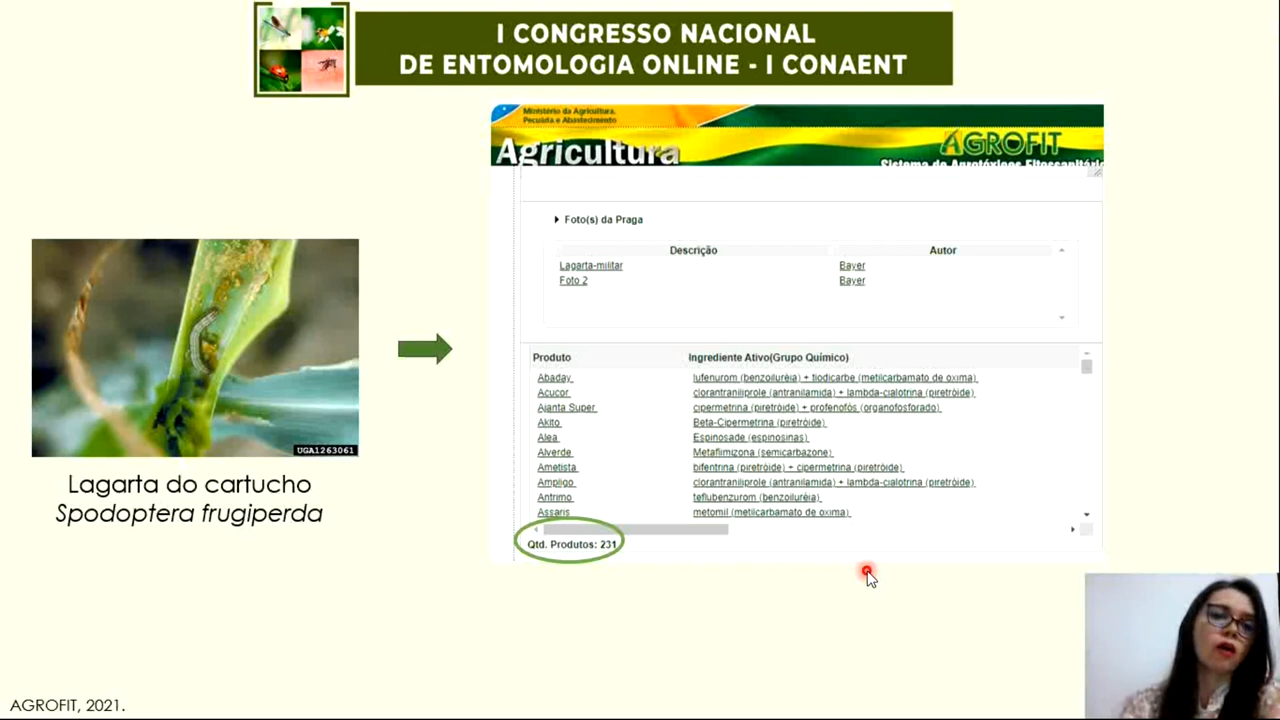 I CONGRESSO NACIONAL
DE ENTOMOLOGIA ONLINE - I CONAENT
Ministério da Agricultura,
Pecuária e Abastecimento
Agricultura
AGROFIT
Sistema de Agrotóxicos Fitossanitári
Foto(s) da Praga
Descrição Autor
Lagarta-militar Bayer
Foto 2 Bayer
Produto Ingrediente Ativo(Grupo Químico)
Abaday lufenurom (benzoiluréia) + tiodicarbe (metilcarbamato de oxima)
Acucor clorantraniliprole (antranilamida) + lambda-cialotrina (piretróide)
Ajanta Super cipermetrina (piretróide) + profenofós (organofosforado)
Akito Beta-Cipermetrina (piretróide)
Alea Espinosade (espinosinas)
Alverde Metaflimizona (semicarbazone)
Ametista bifentrina (piretróide) + cipermetrina (piretróide)
Ampligo clorantraniliprole (antranilamida) + lambda-cialotrina (piretróide)
Antrimo teflubenzurom (benzoiluréia)
Assaris metomil (metilcarbamato de oxima)
Qtd. Produtos: 231
UGA1263061
Lagarta do cartucho
Spodoptera frugiperda
AGROFIT, 2021.